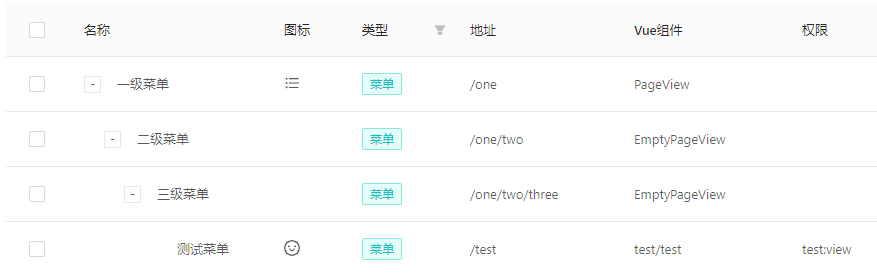 名称 图标 类型 地址 Vue组件 权限
- 一级菜单 菜单 /one PageView
- 二级菜单 菜单 /one/two EmptyPageView
- 三级菜单 菜单 /one/two/three EmptyPageView
测试菜单 菜单 /test test/test test:view